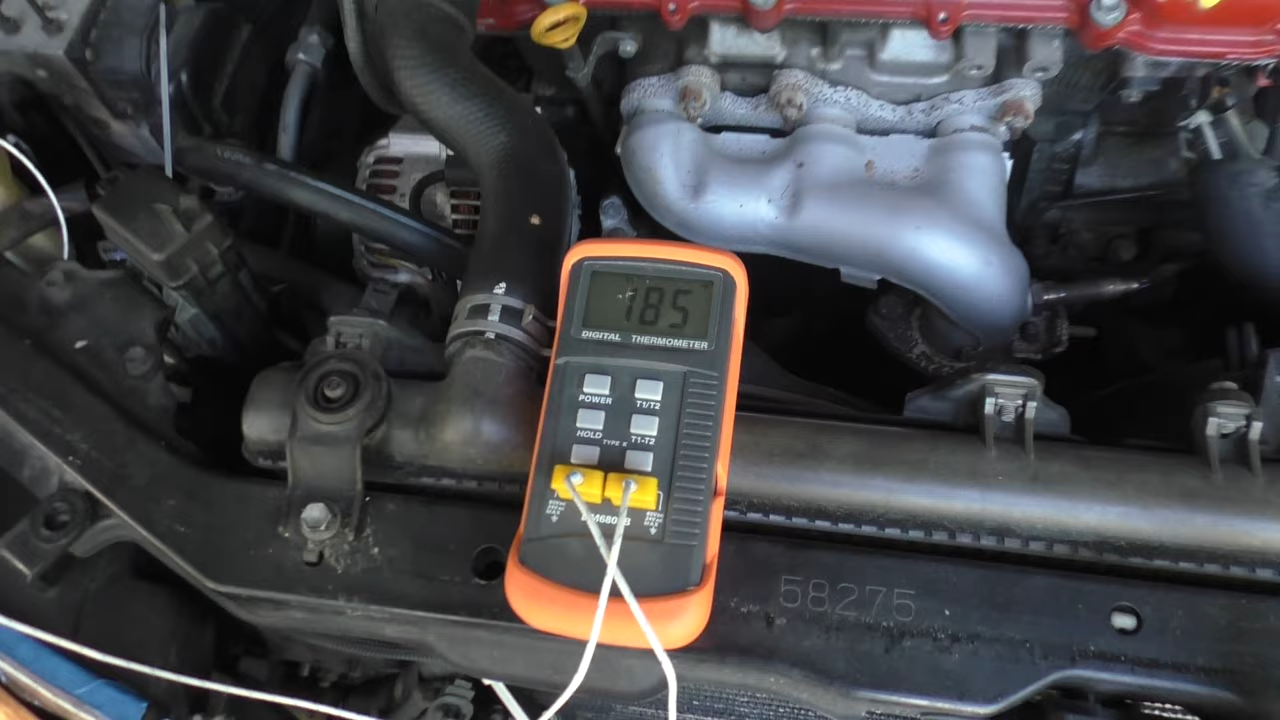 185
DIGITAL THERMOMETER
POWER
T1/T2
HOLD
TYPE K
T1-T2
58275